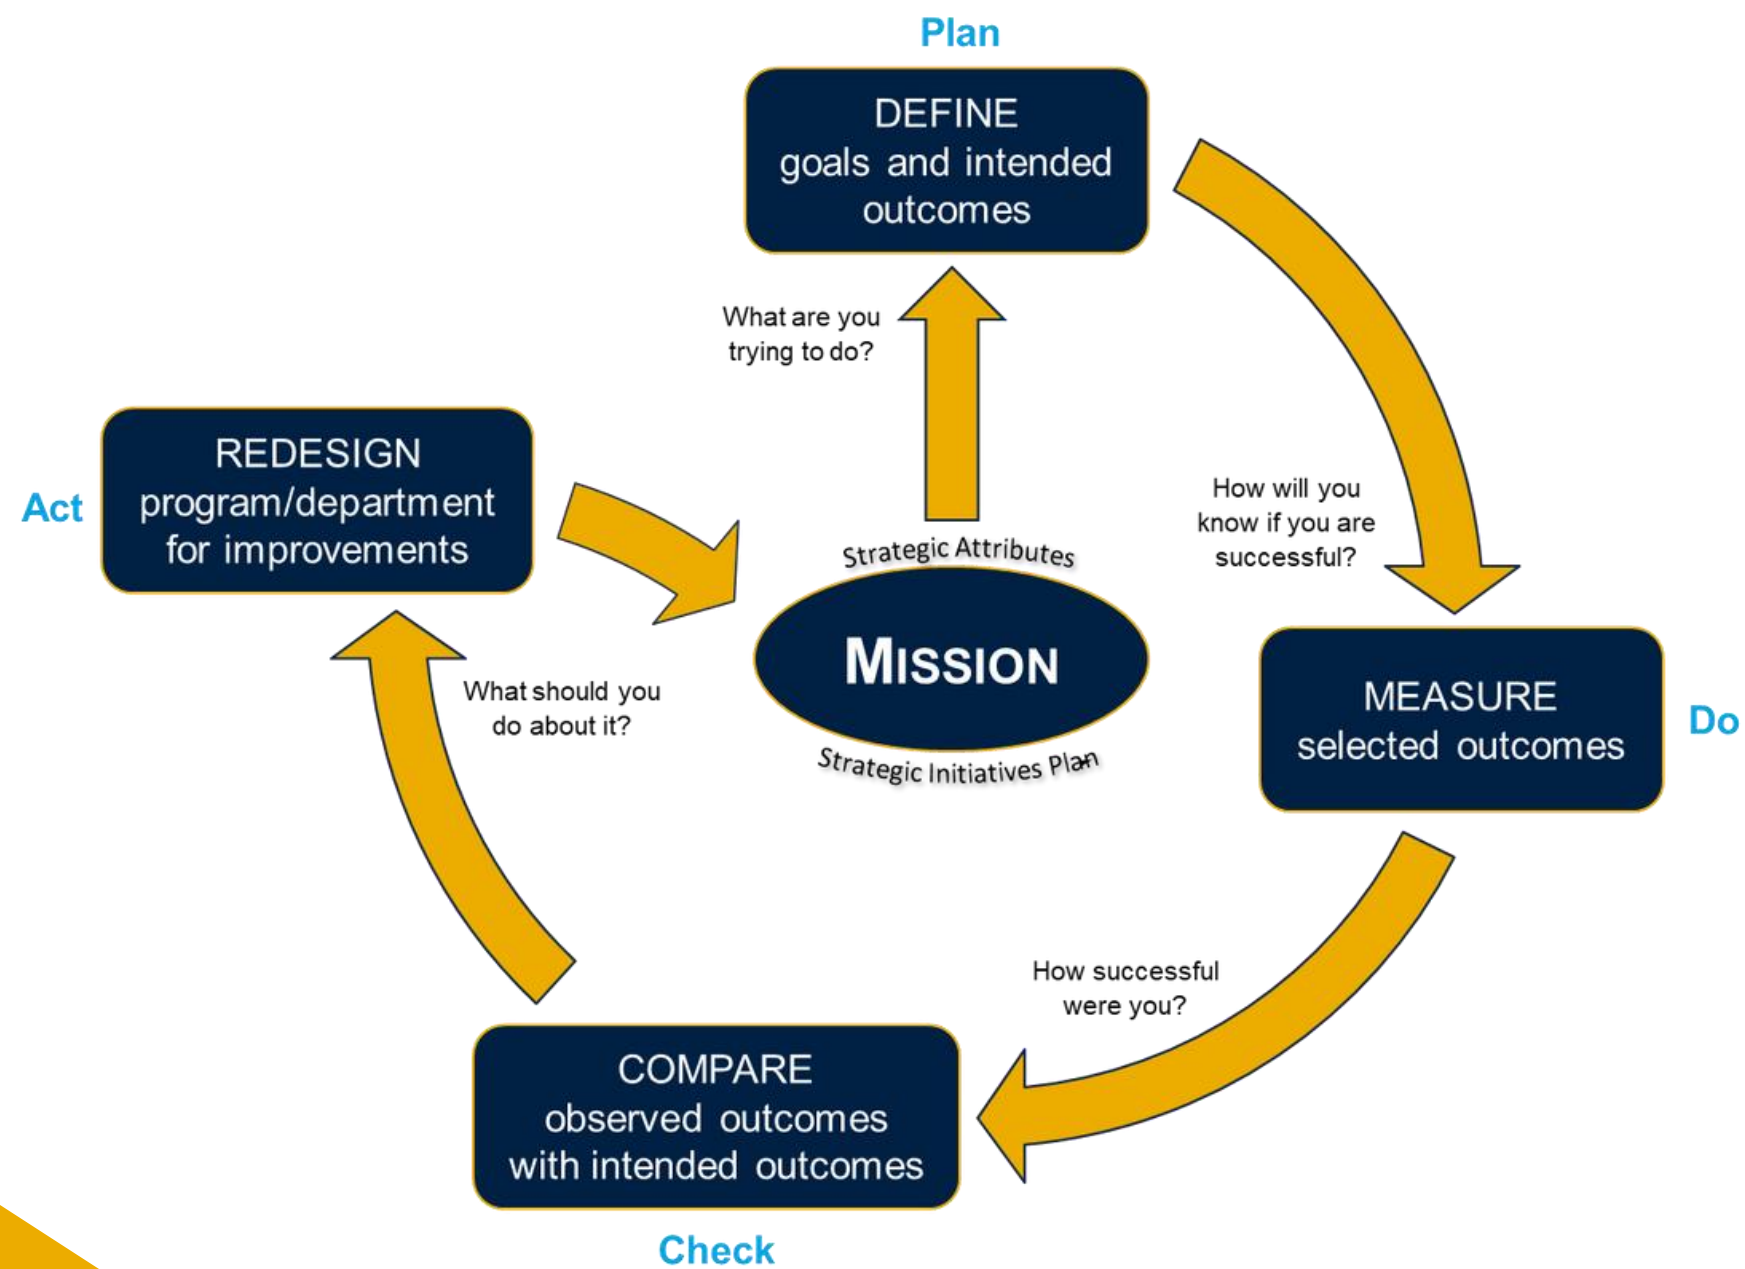 Plan
DEFINE
goals and intended
outcomes
What are you
trying to do?
How will you
know if you are
successful?
REDESIGN
program/department
for improvements
Act
Strategic Attributes
MISSION
Strategic Initiatives Plan
MEASURE
selected outcomes
Do
What should you
do about it?
How successful
were you?
COMPARE
observed outcomes
with intended outcomes
Check